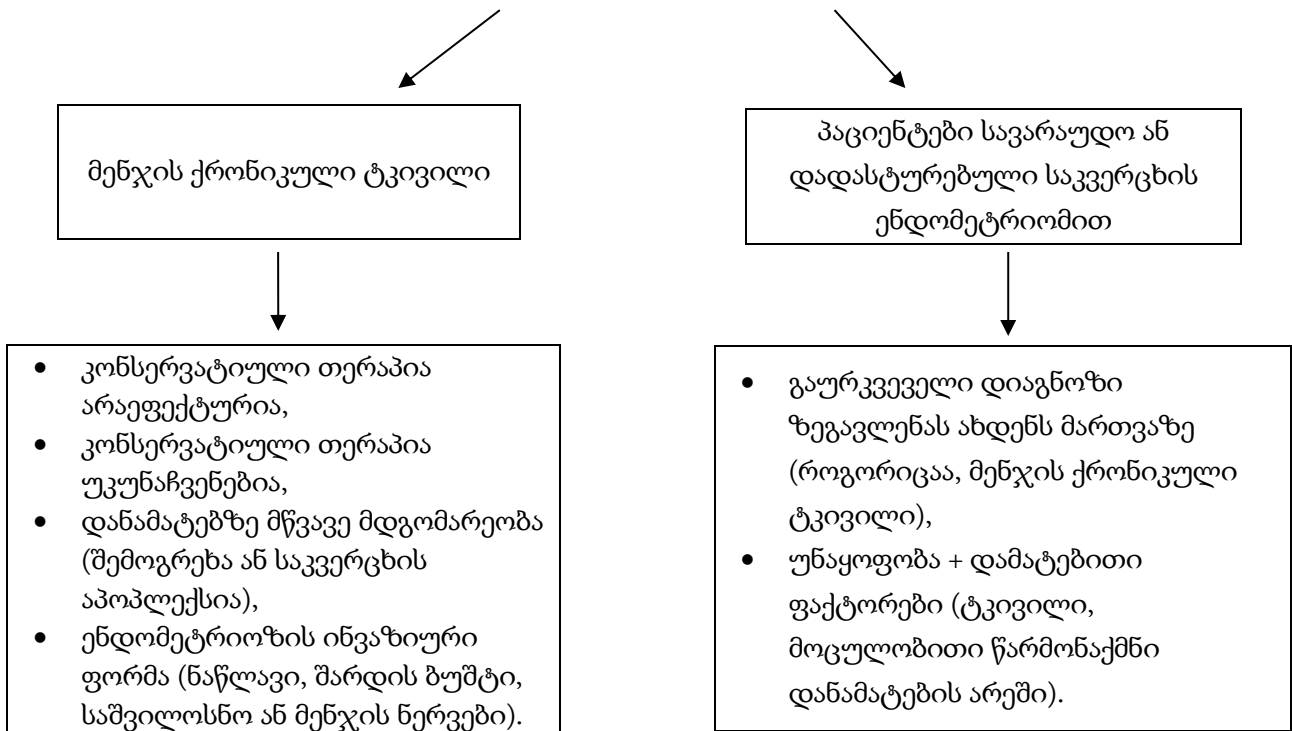 მენჯის ქრონიკული ტკივილი
პაციენტები სავარაუდო ან
დადასტურებული საკვერცხის
ენდომეტრიომით
• კონსერვატიული თერაპია
არაეფექტურია,
• კონსერვატიული თერაპია
უკუნაჩვენებია,
• დანამატებზე მწვავე მდგომარეობა
(შემოგრეხა ან საკვერცხის
აპოპლექსია),
• ენდომეტრიოზის ინვაზიური
ფორმა (ნაწლავი, შარდის ბუშტი,
საშვილოსნო ან მენჯის ნერვები).
• გაურკვეველი დიაგნოზი
ზეგავლენას ახდენს მართვაზე
(როგორიცაა, მენჯის ქრონიკული
ტკივილი),
• უნაყოფობა + დამატებითი
ფაქტორები (ტკივილი,
მოცულობითი წარმონაქმნი
დანამატების არეში).